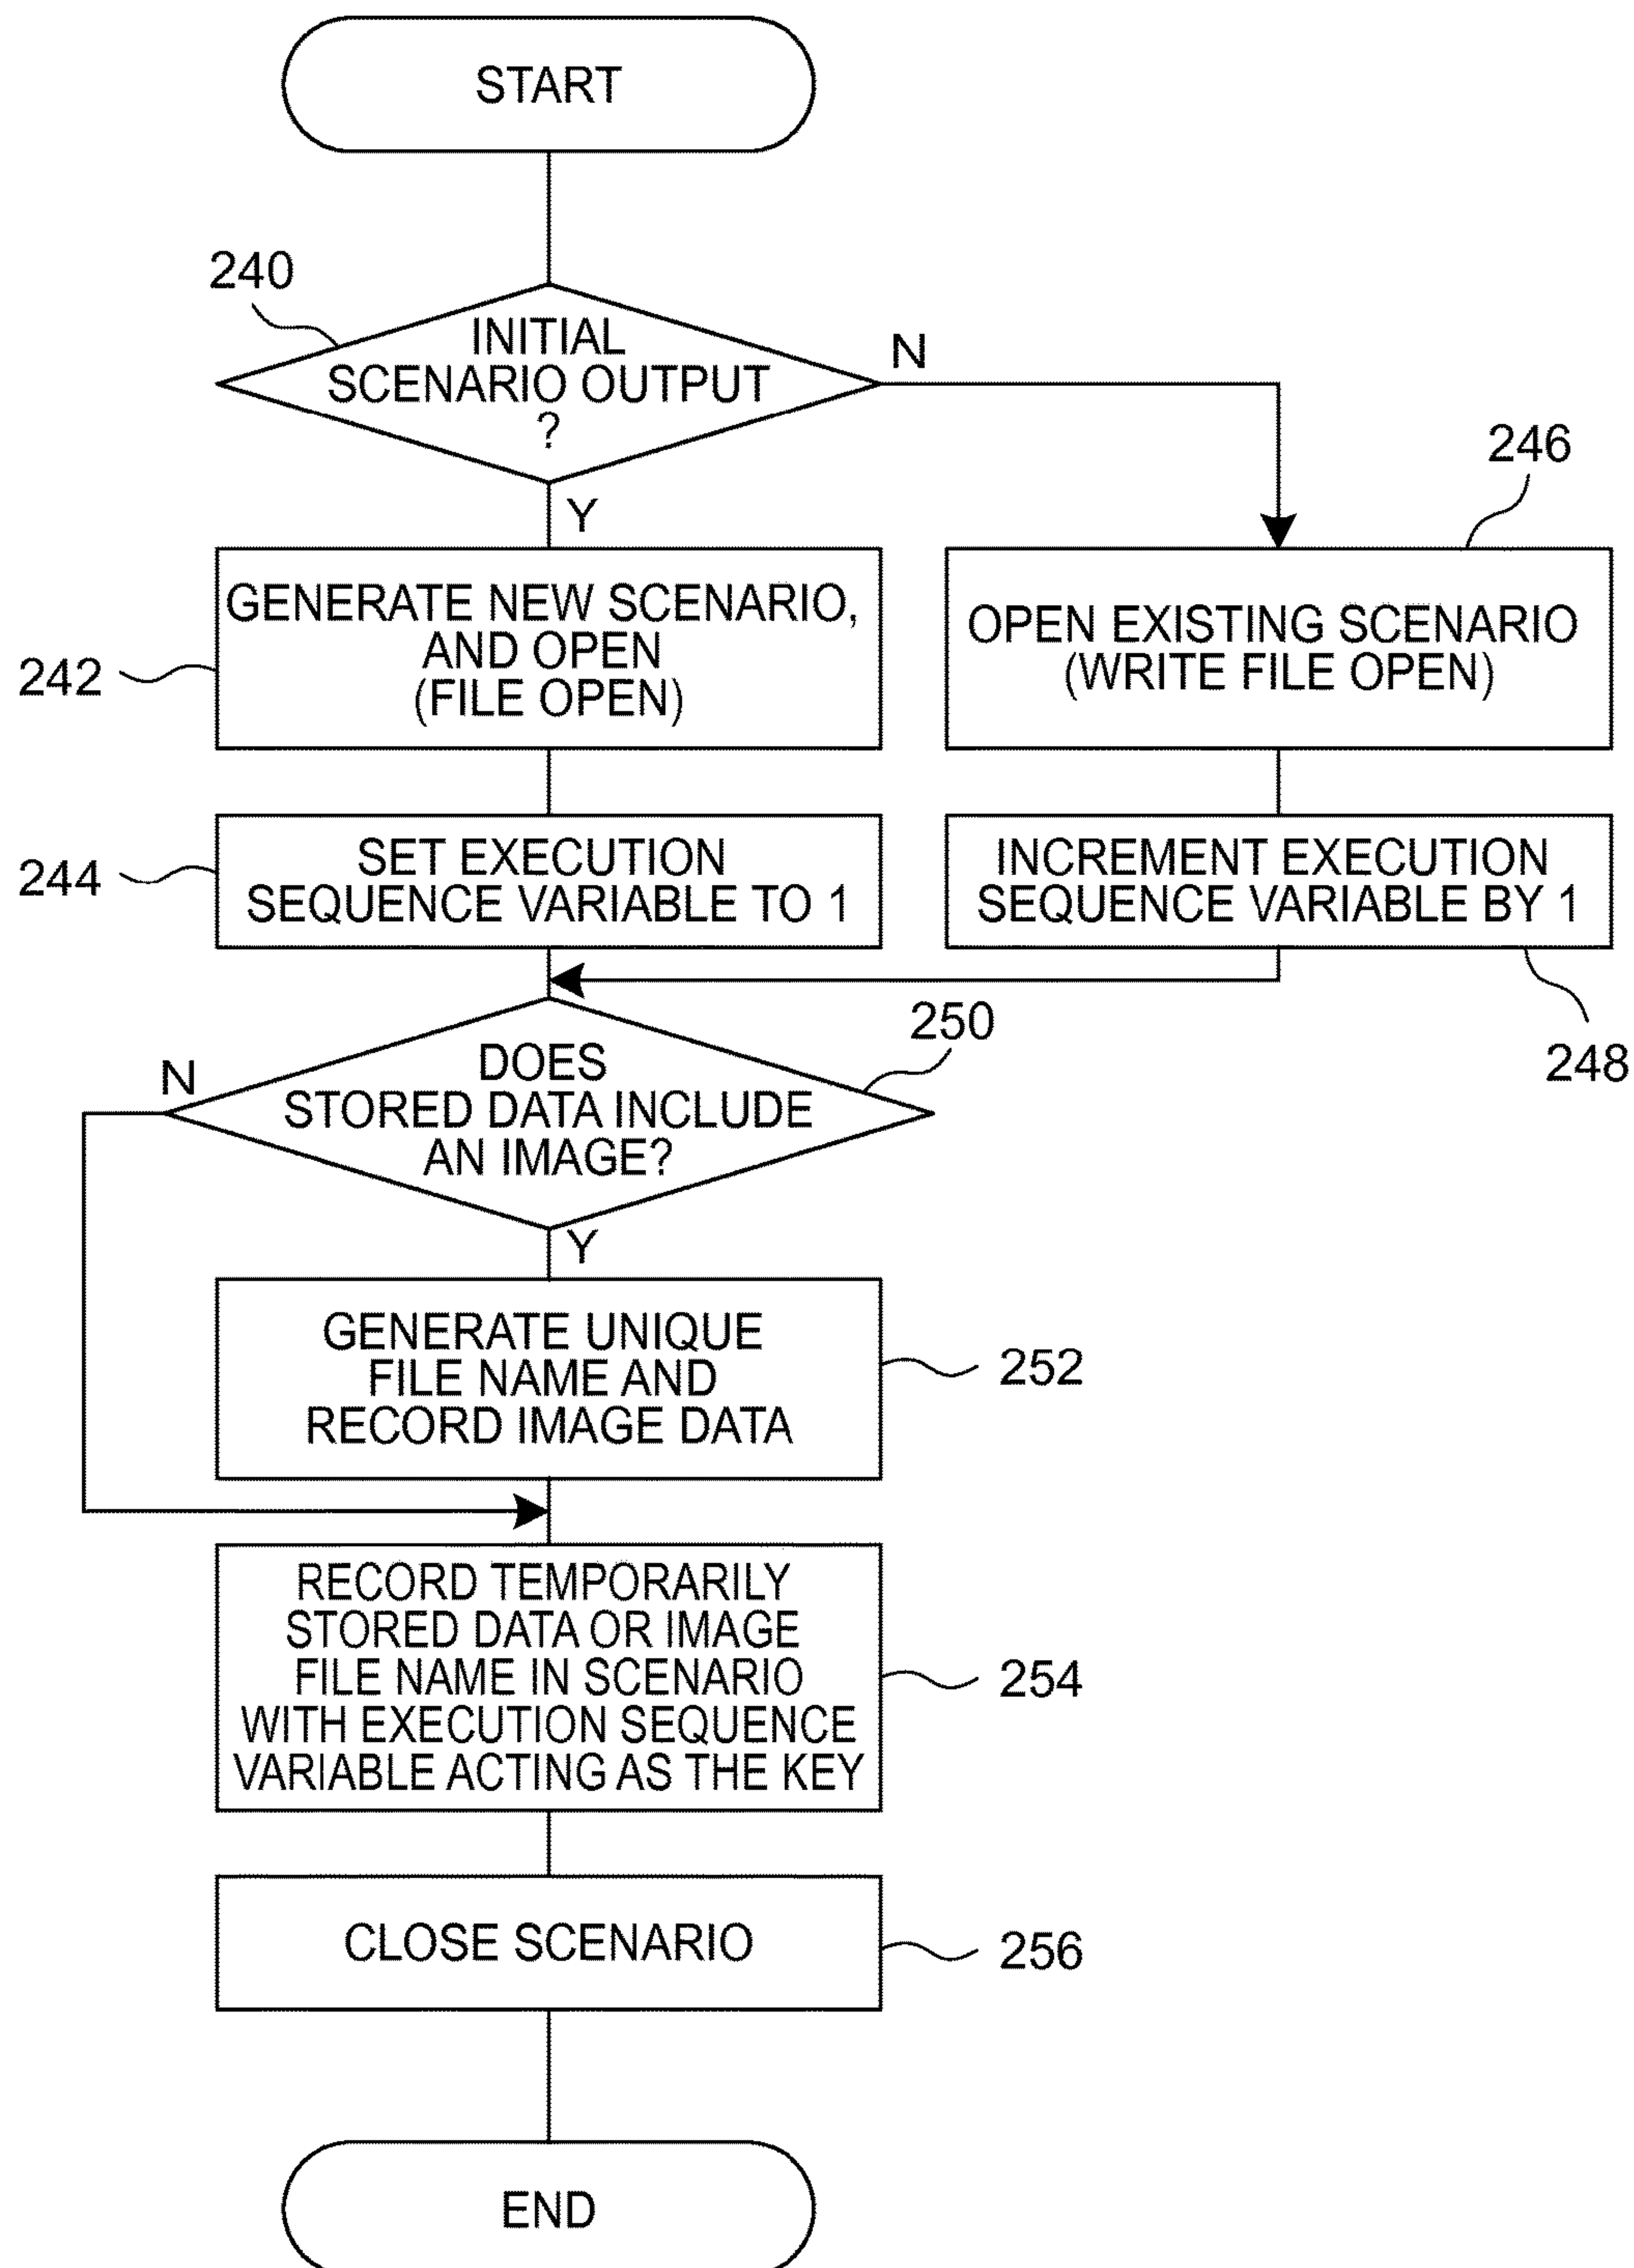 START
240
INITIAL
SCENARIO OUTPUT
?
N
Y
246
242
GENERATE NEW SCENARIO,
AND OPEN
(FILE OPEN)
OPEN EXISTING SCENARIO
(WRITE FILE OPEN)
244
SET EXECUTION
SEQUENCE VARIABLE TO 1
INCREMENT EXECUTION
SEQUENCE VARIABLE BY 1
248
250
N
DOES
STORED DATA INCLUDE
AN IMAGE?
Y
GENERATE UNIQUE
FILE NAME AND
RECORD IMAGE DATA
252
RECORD TEMPORARILY
STORED DATA OR IMAGE
FILE NAME IN SCENARIO
WITH EXECUTION SEQUENCE
VARIABLE ACTING AS THE KEY
254
CLOSE SCENARIO
256
END